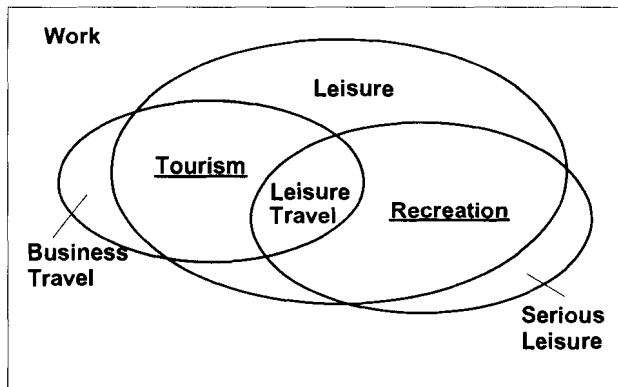 Work
Leisure
Tourism
Leisure
Travel
Recreation
Business
Travel
Serious
Leisure